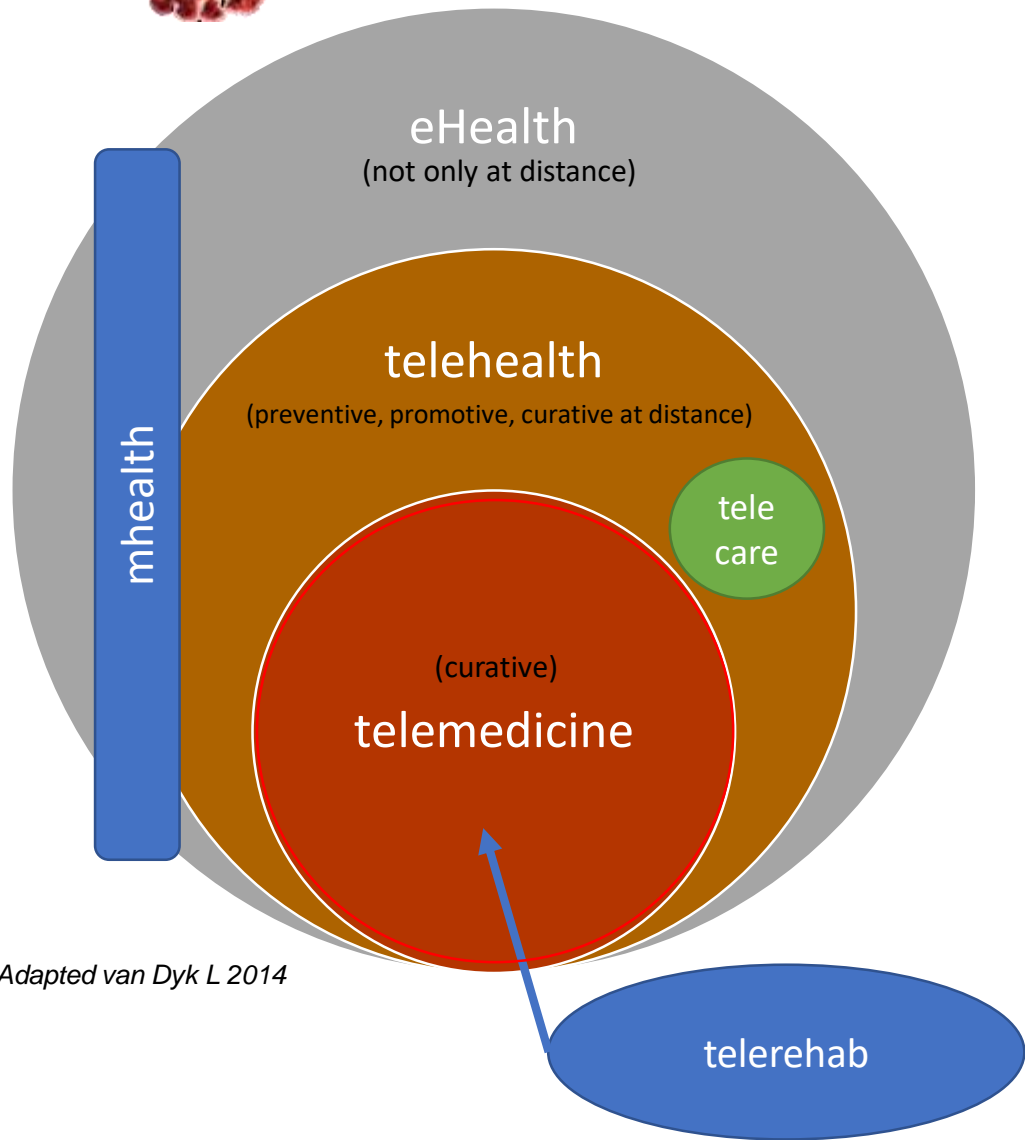 eHealth
(not only at distance)
telehealth
(preventive, promotive, curative at distance)
mhealth
tele
care
(curative)
telemedicine
Adapted van Dyk L 2014
telerehab